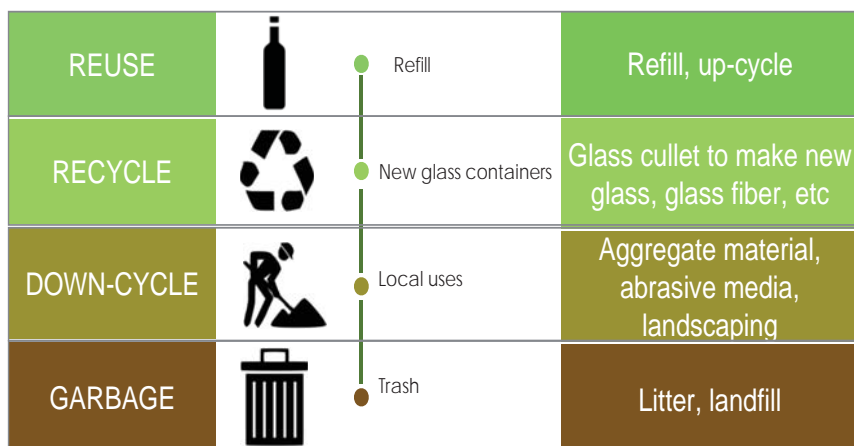 REUSE
Refill
Refill, up-cycle
RECYCLE
New glass containers
Glass cullet to make new
glass, glass fiber, etc
DOWN-CYCLE
Local uses
Aggregate material,
abrasive media,
landscaping
GARBAGE
Trash
Litter, landfill